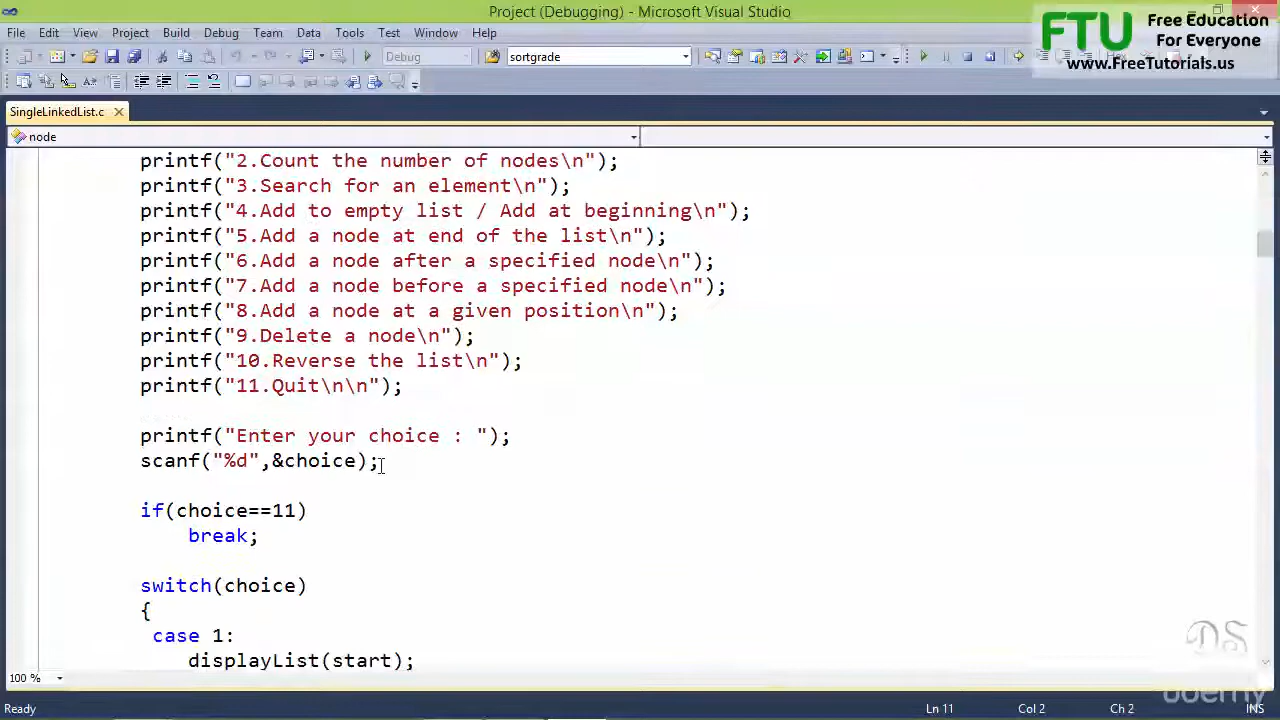 Project (Debugging) - Microsoft Visual Studio
File Edit View Project Build Debug Team Data Tools Test Window Help
Debug
sortgrade
FTU Free Education
For Everyone
www.FreeTutorials.us
SingleLinkedList.c
node
printf("2.Count the number of nodes\n");
printf("3.Search for an element\n");
printf("4.Add to empty list / Add at beginning\n");
printf("5.Add a node at end of the list\n");
printf("6.Add a node after a specified node\n");
printf("7.Add a node before a specified node\n");
printf("8.Add a node at a given position\n");
printf("9.Delete a node\n");
printf("10.Reverse the list\n");
printf("11.Quit\n\n");
printf("Enter your choice : ");
scanf("%d",&choice);
if(choice==11)
break;
switch(choice)
{
case 1:
displayList(start);
DS
100 %
udemy
Ready
Ln 11
Col 2
Ch 2
INS